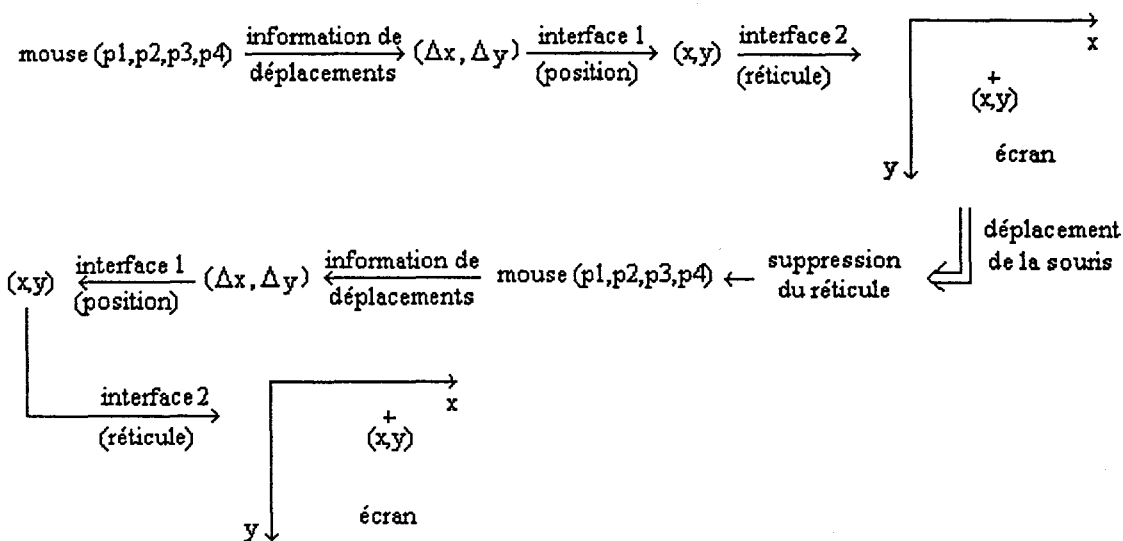 mouse (p1,p2,p3,p4) information de déplacements (Δx, Δy) interface 1 (position) (x,y) interface 2 (réticule)
x
+
(x,y)
écran
y
déplacement
de la souris
suppression
du réticule
mouse (p1,p2,p3,p4)
information de
déplacements
(Δx, Δy)
interface 1
(position)
(x,y)
interface 2
(réticule)
x
+
(x,y)
écran
y